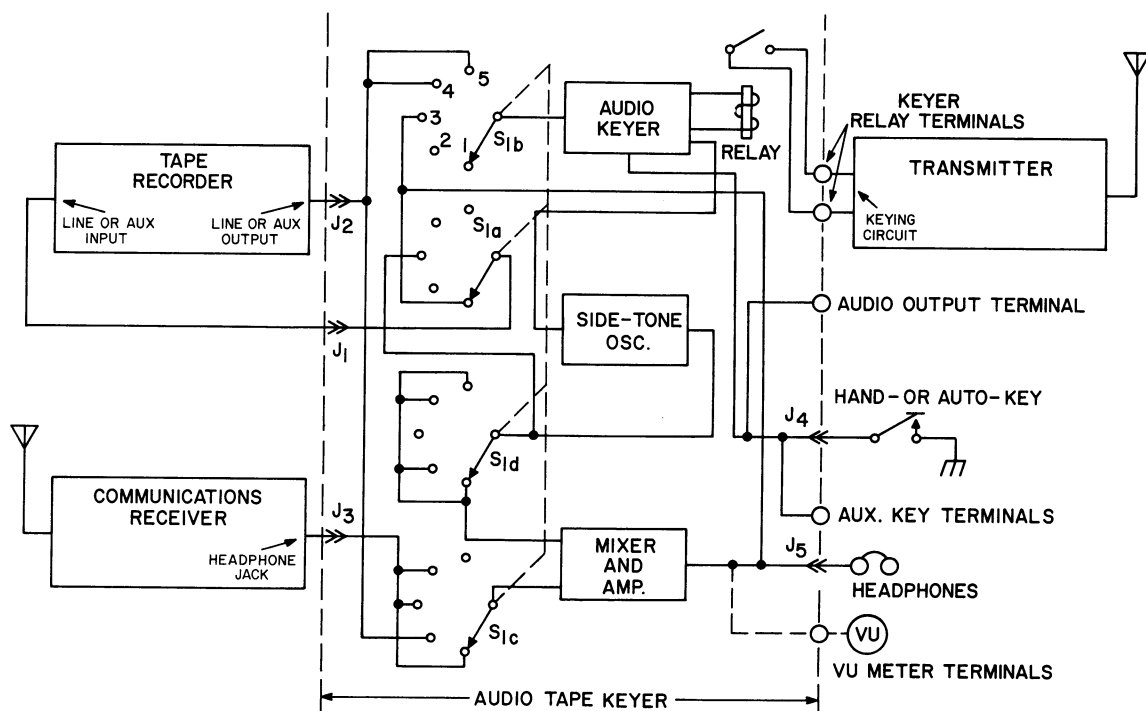 TAPE
RECORDER
LINE OR AUX
INPUT
LINE OR AUX
OUTPUT
J2
J1
COMMUNICATIONS
RECEIVER
HEADPHONE
JACK
J3
5
4
3
2
1
S1b
S1a
S1d
S1c
AUDIO
KEYER
RELAY
SIDE-TONE
OSC.
MIXER
AND
AMP.
KEYER
RELAY TERMINALS
TRANSMITTER
KEYING
CIRCUIT
AUDIO OUTPUT TERMINAL
HAND-OR AUTO-KEY
J4
AUX. KEY TERMINALS
J5
HEADPHONES
VU
VU METER TERMINALS
AUDIO TAPE KEYER